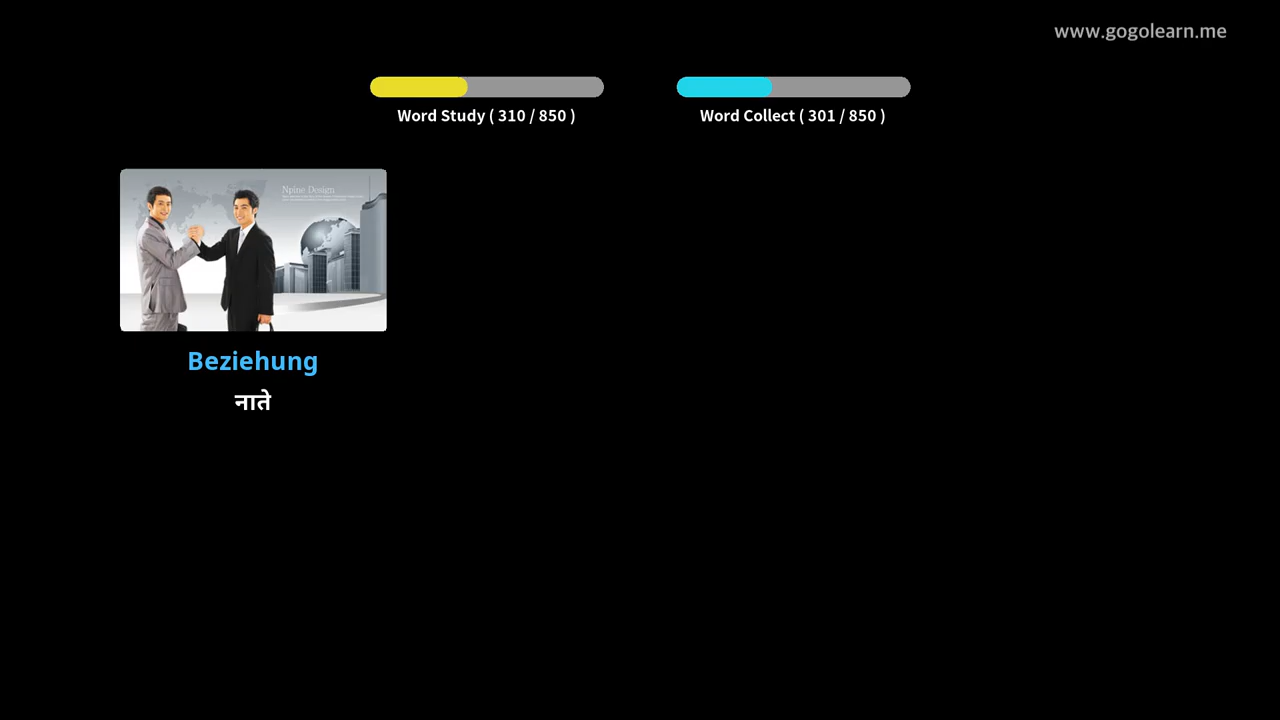 www.gogolearn.me
Word Study ( 310 / 850 )
Word Collect ( 301 / 850 )
Npine Design
Beziehung
नाते